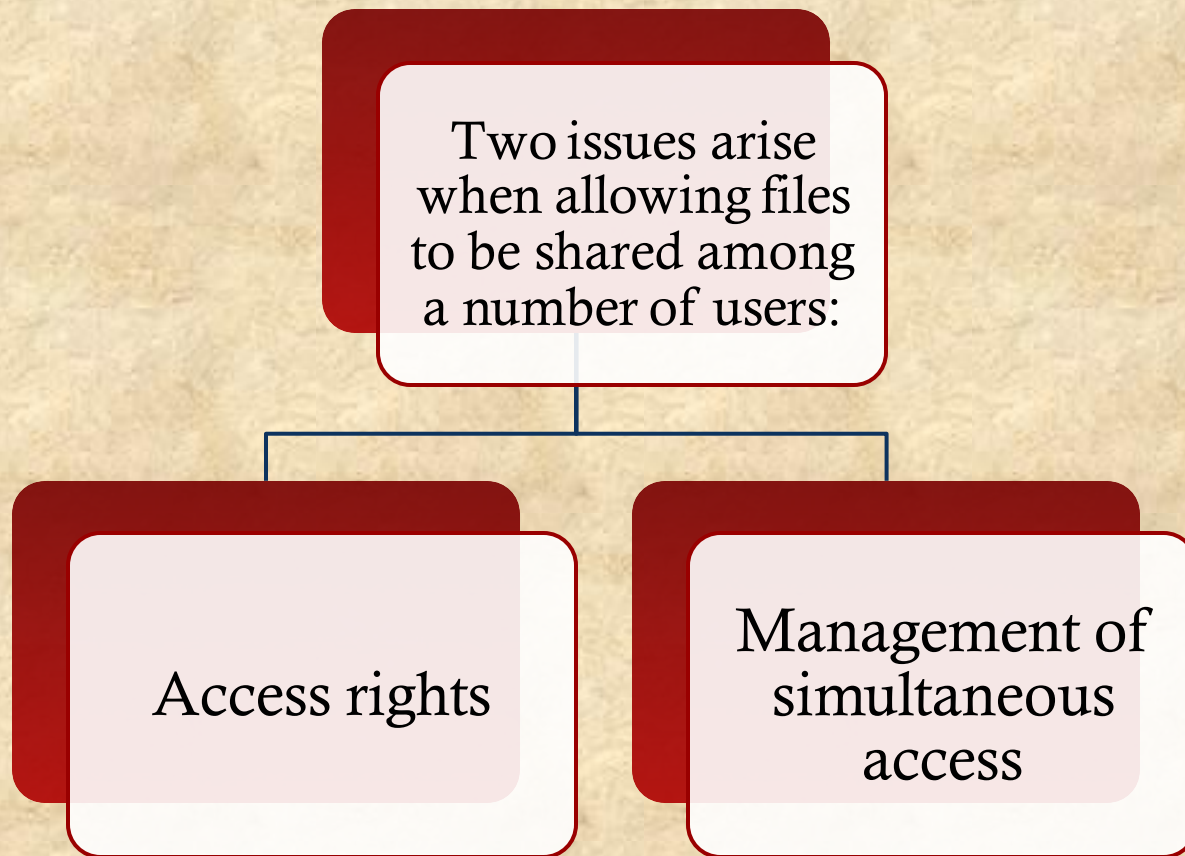 Two issues arise
when allowing files
to be shared among
a number of users:
Access rights
Management of
simultaneous
access